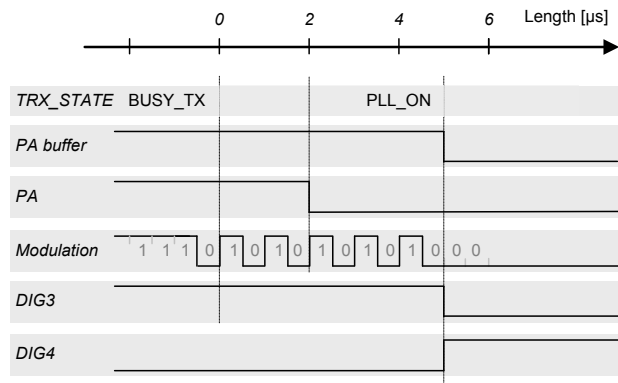 0 2 4 6 Length [µs]
TRX_STATE BUSY_TX PLL_ON
PA buffer
PA
Modulation 1 1 1 0 1 0 1 0 1 0 1 0 1 0 0 0
DIG3
DIG4